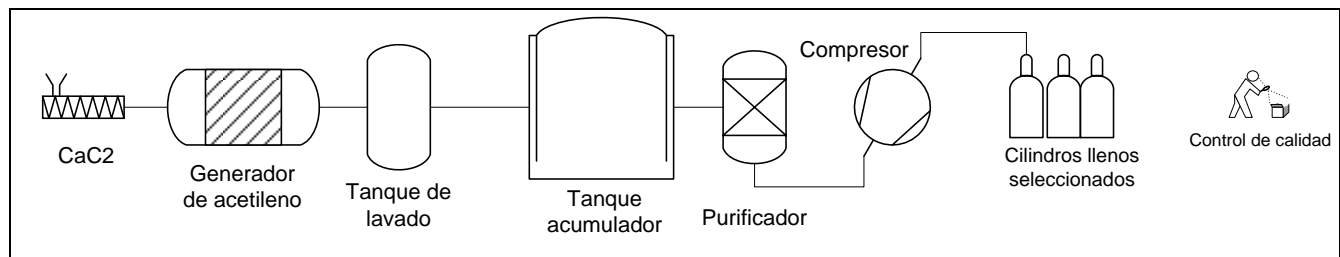 CaC2
Generador
de acetileno
Tanque de
lavado
Tanque
acumulador
Purificador
Compresor
Cilindros llenos
seleccionados
Control de calidad